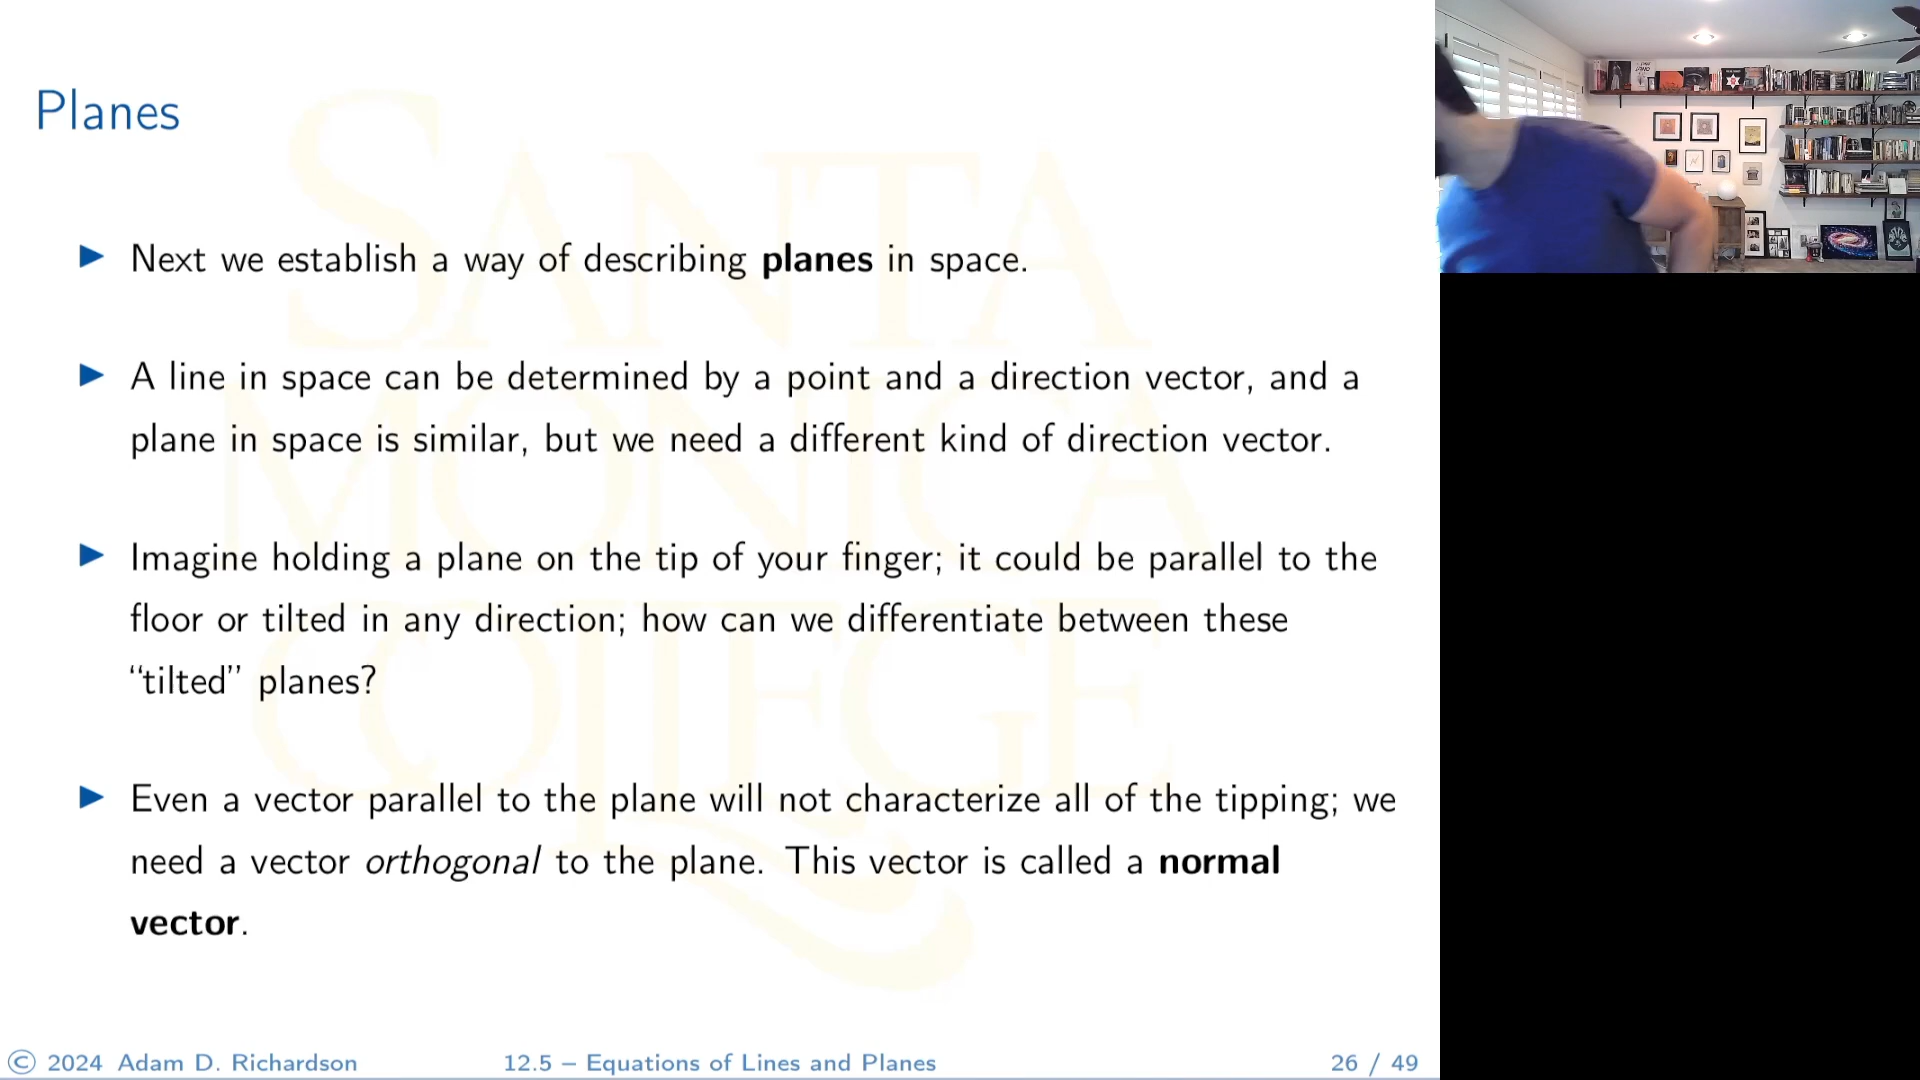 Planes
Next we establish a way of describing planes in space.
A line in space can be determined by a point and a direction vector, and a
plane in space is similar, but we need a different kind of direction vector.
Imagine holding a plane on the tip of your finger; it could be parallel to the
floor or tilted in any direction; how can we differentiate between these
“tilted” planes?
Even a vector parallel to the plane will not characterize all of the tipping; we
need a vector orthogonal to the plane. This vector is called a normal
vector.
SANTA
MONICA
COLLEGE
© 2024 Adam D. Richardson
12.5 – Equations of Lines and Planes
26 / 49